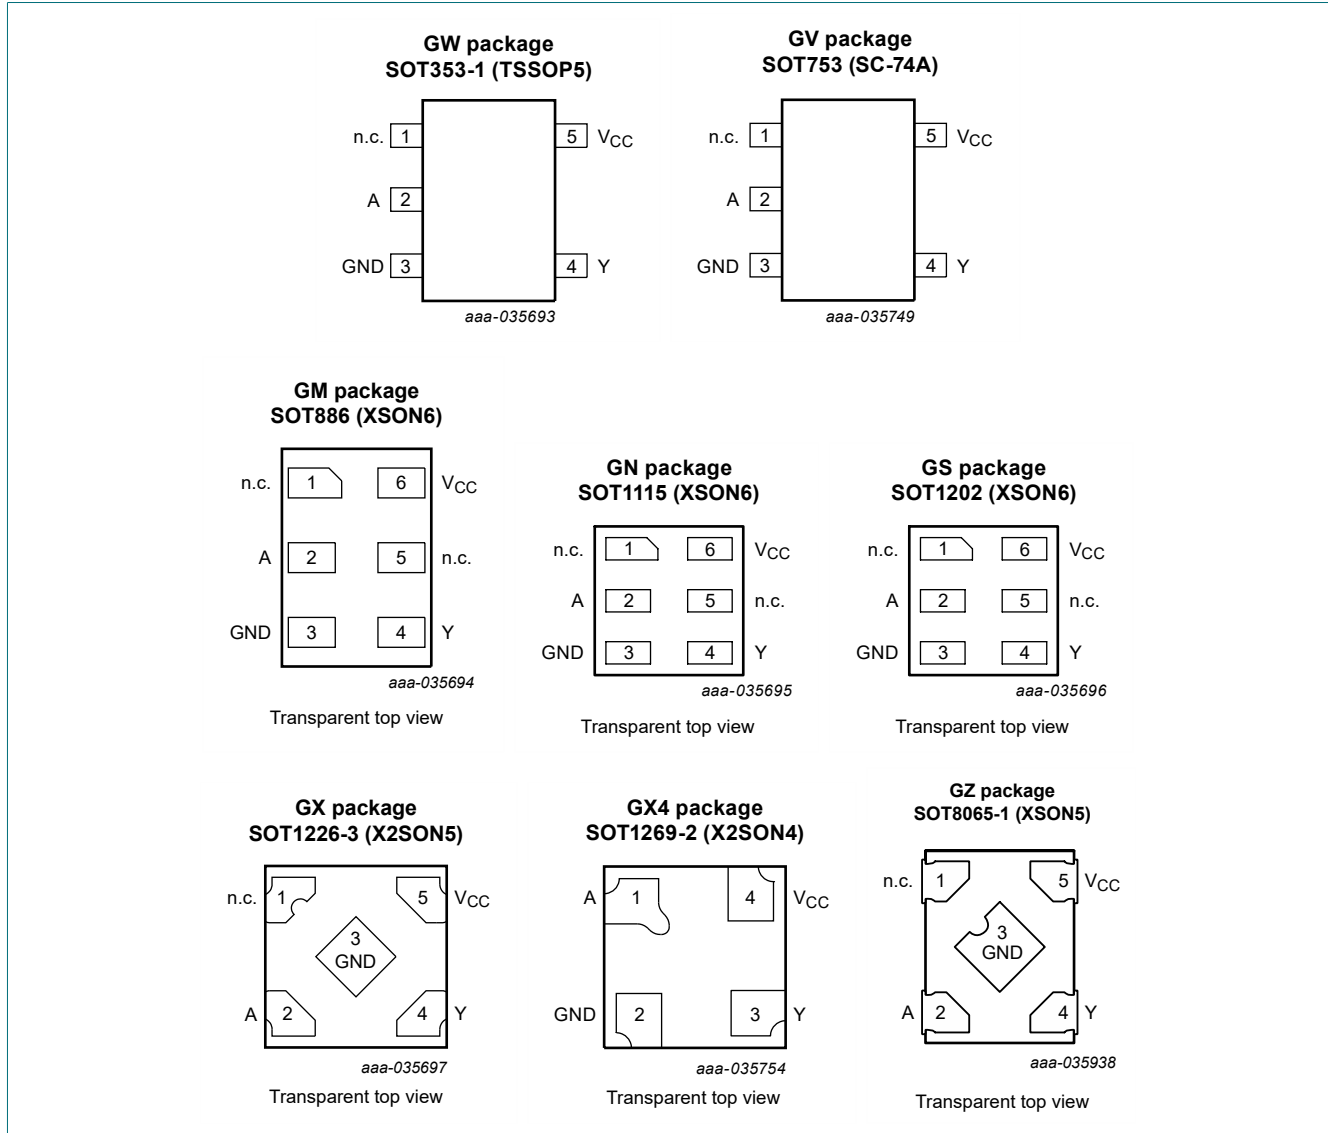 GW package
SOT353-1 (TSSOP5)
n.c. 1 5 VCC
A 2
GND 3 4 Y
aaa-035693
GV package
SOT753 (SC-74A)
n.c. 1 5 VCC
A 2
GND 3 4 Y
aaa-035749
GM package
SOT886 (XSON6)
n.c. 1 6 VCC
A 2 5 n.c.
GND 3 4 Y
aaa-035694
Transparent top view
GN package
SOT1115 (XSON6)
n.c. 1 6 VCC
A 2 5 n.c.
GND 3 4 Y
aaa-035695
Transparent top view
GS package
SOT1202 (XSON6)
n.c. 1 6 VCC
A 2 5 n.c.
GND 3 4 Y
aaa-035696
Transparent top view
GX package
SOT1226-3 (X2SON5)
n.c. 1 5 VCC
3
GND
A 2 4 Y
aaa-035697
Transparent top view
GX4 package
SOT1269-2 (X2SON4)
A 1 4 VCC
GND 2 3 Y
aaa-035754
Transparent top view
GZ package
SOT8065-1 (XSON5)
n.c. 1 5 VCC
3
GND
A 2 4 Y
aaa-035938
Transparent top view